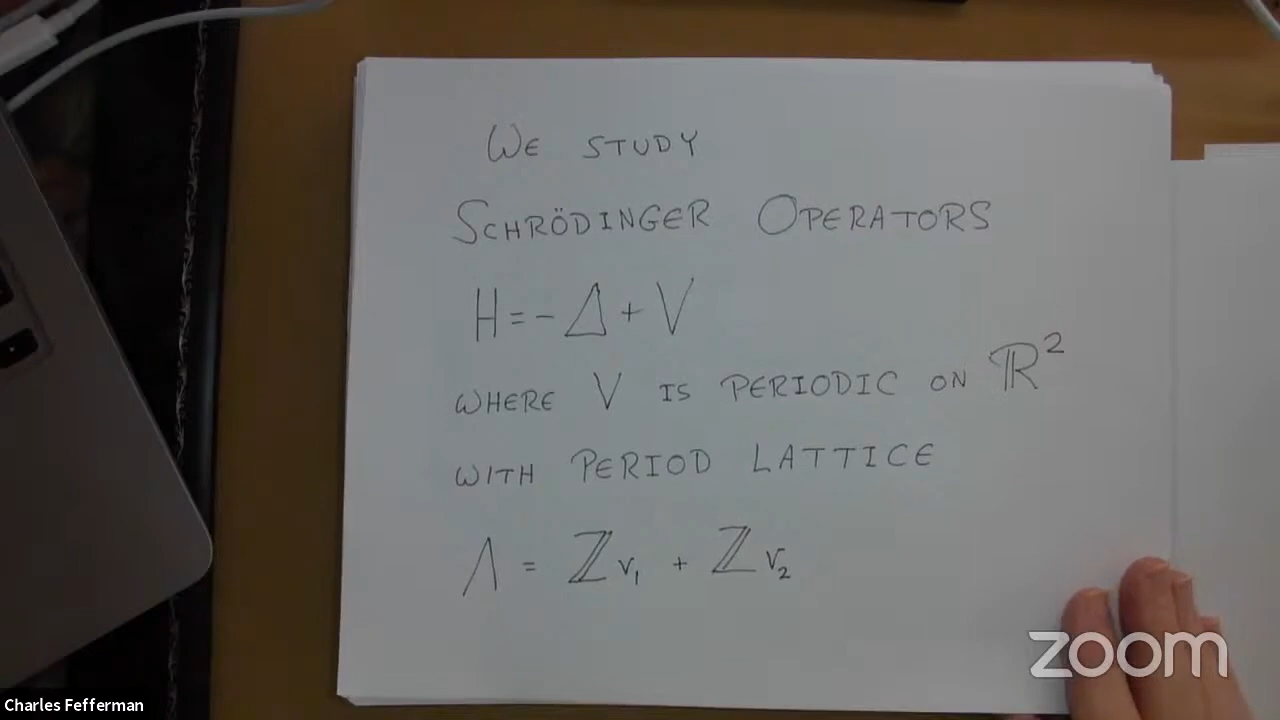 WE STUDY
SCHRÖDINGER OPERATORS
H = -Δ + V
WHERE V IS PERIODIC ON ℝ²
WITH PERIOD LATTICE
Λ = ℤv₁ + ℤv₂
zoom
Charles Fefferman